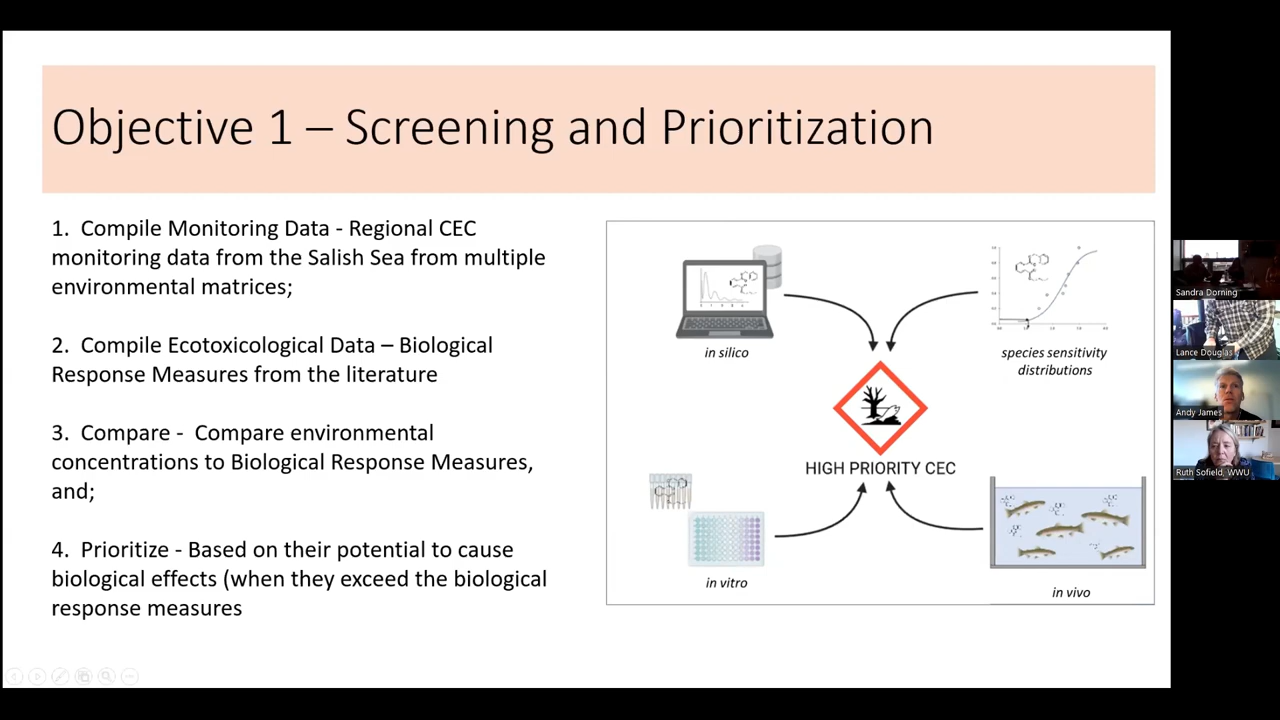 Objective 1 – Screening and Prioritization
1. Compile Monitoring Data - Regional CEC
monitoring data from the Salish Sea from multiple
environmental matrices;
2. Compile Ecotoxicological Data – Biological
Response Measures from the literature
3. Compare - Compare environmental
concentrations to Biological Response Measures,
and;
4. Prioritize - Based on their potential to cause
biological effects (when they exceed the biological
response measures
in silico
species sensitivity
distributions
HIGH PRIORITY CEC
in vitro
in vivo
Sandra Dorning
Lance Douglas
Andy James
Ruth Sofield, WWU